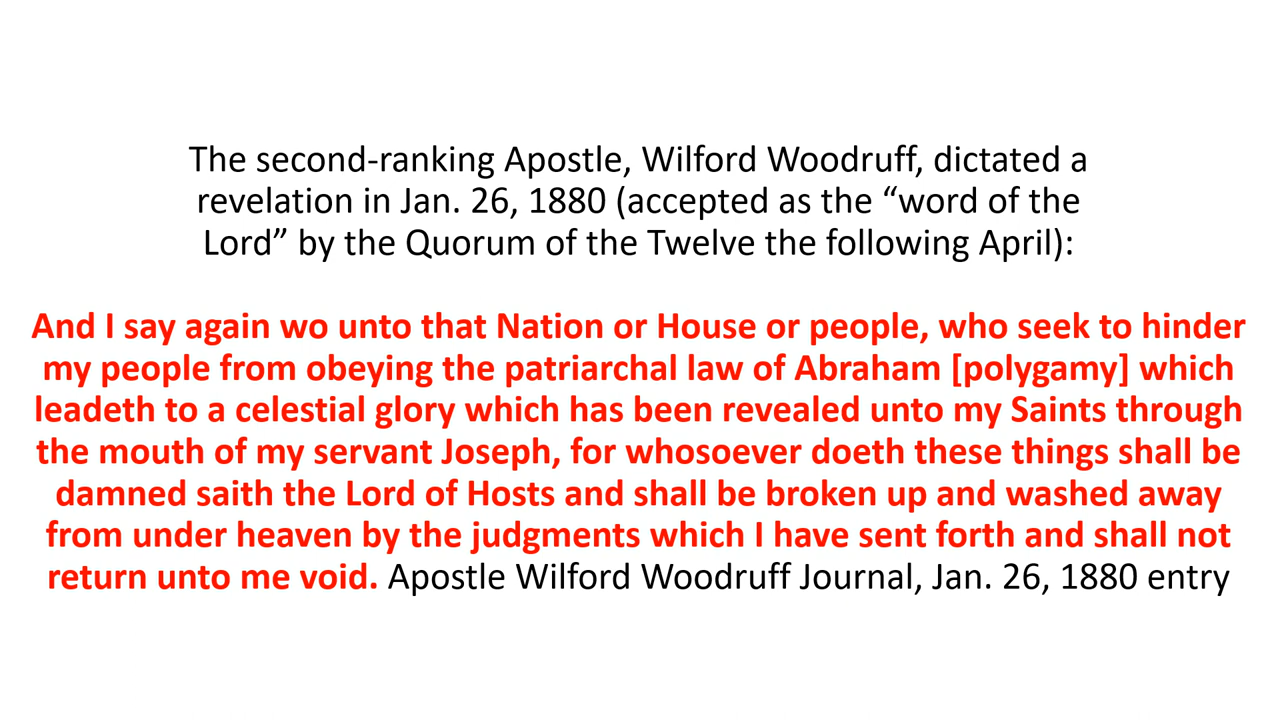 The second-ranking Apostle, Wilford Woodruff, dictated a
revelation in Jan. 26, 1880 (accepted as the “word of the
Lord” by the Quorum of the Twelve the following April):
And I say again wo unto that Nation or House or people, who seek to hinder
my people from obeying the patriarchal law of Abraham [polygamy] which
leadeth to a celestial glory which has been revealed unto my Saints through
the mouth of my servant Joseph, for whosoever doeth these things shall be
damned saith the Lord of Hosts and shall be broken up and washed away
from under heaven by the judgments which I have sent forth and shall not
return unto me void. Apostle Wilford Woodruff Journal, Jan. 26, 1880 entry